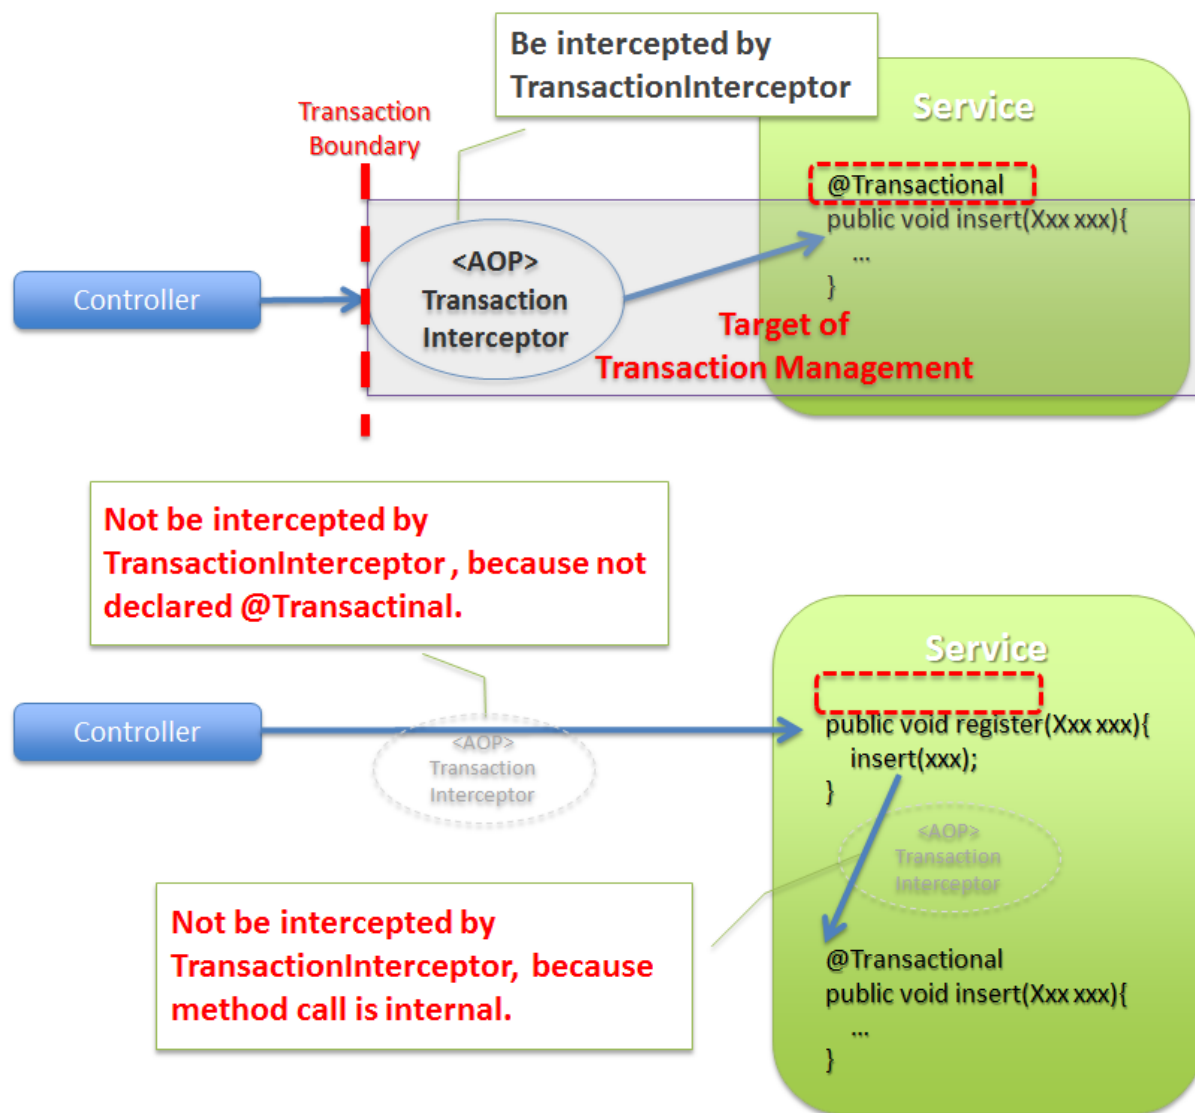 Be intercepted by
TransactionInterceptor
Transaction
Boundary
Service
@Transactional
public void insert(Xxx xxx){
...
}
Controller
<AOP>
Transaction
Interceptor
Target of
Transaction Management
Not be intercepted by
TransactionInterceptor , because not
declared @Transactinal.
Service
Controller
<AOP>
Transaction
Interceptor
public void register(Xxx xxx){
insert(xxx);
}
<AOP>
Transaction
Interceptor
Not be intercepted by
TransactionInterceptor, because
method call is internal.
@Transactional
public void insert(Xxx xxx){
...
}